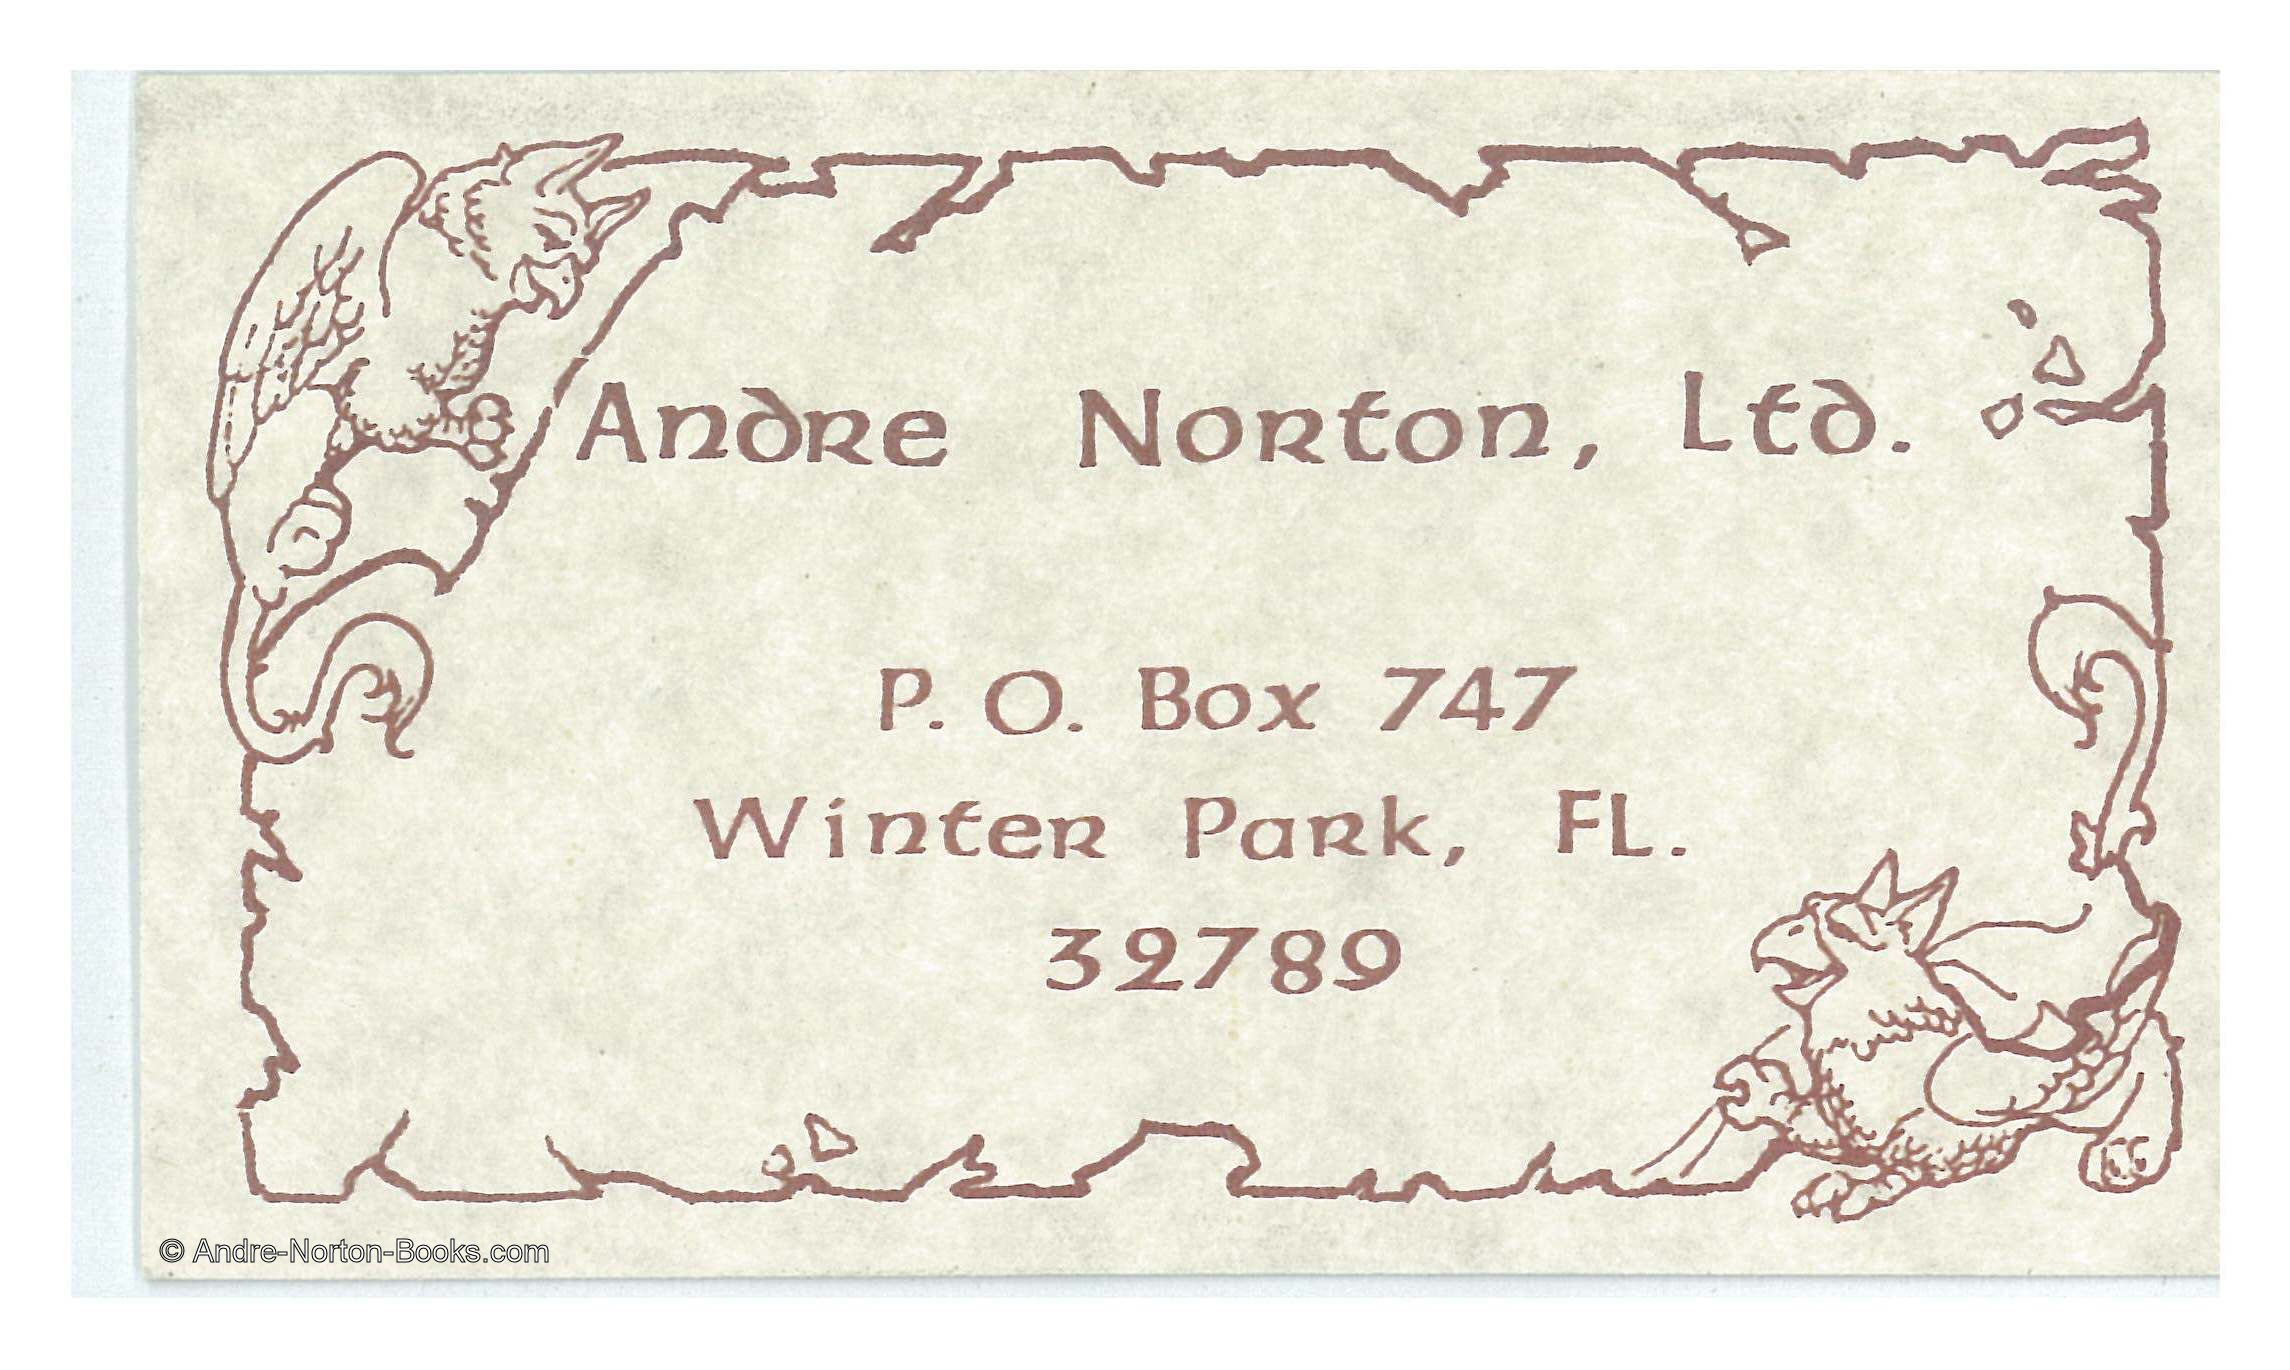 Andre Norton, Ltd.
P. O. Box 747
Winter Park, FL.
32789
© Andre-Norton-Books.com